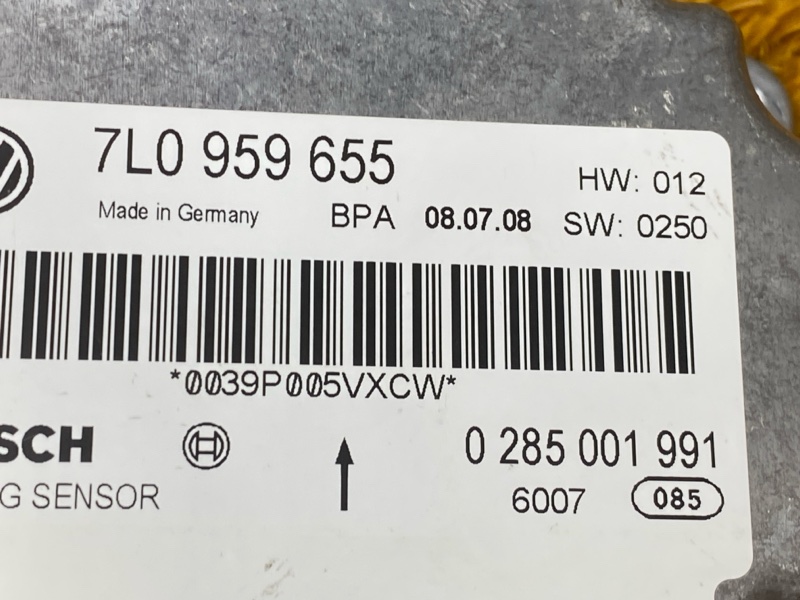 7L0 959 655
HW: 012
Made in Germany BPA 08.07.08 SW: 0250
*0039P005VXCW*
SCH
0 285 001 991
G SENSOR
6007 085